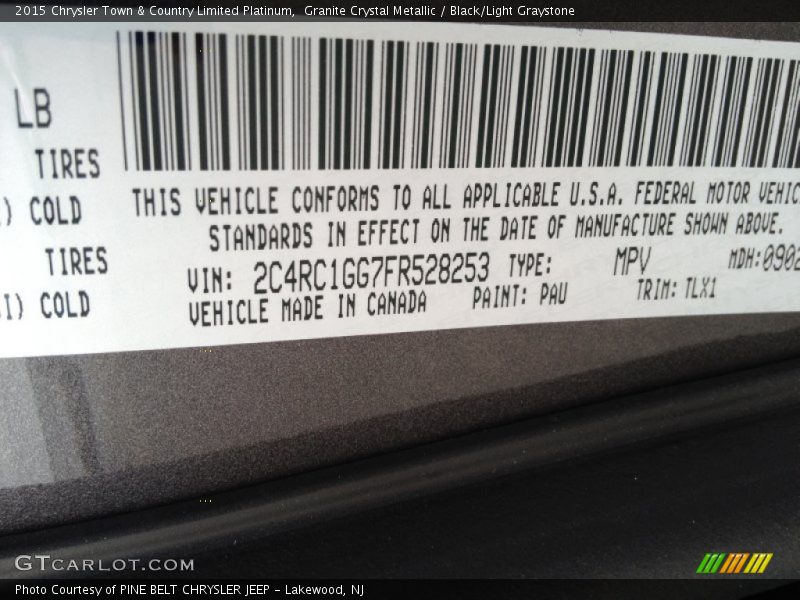 2015 Chrysler Town & Country Limited Platinum, Granite Crystal Metallic / Black/Light Graystone
LB
TIRES
) COLD
TIRES
I) COLD
THIS VEHICLE CONFORMS TO ALL APPLICABLE U.S.A. FEDERAL MOTOR VEHIC
STANDARDS IN EFFECT ON THE DATE OF MANUFACTURE SHOWN ABOVE.
VIN: 2C4RC1GG7FR528253 TYPE: MPV MDH:0902
VEHICLE MADE IN CANADA PAINT: PAU TRIM: TLX1
GTCARLOT.COM
Photo Courtesy of PINE BELT CHRYSLER JEEP - Lakewood, NJ